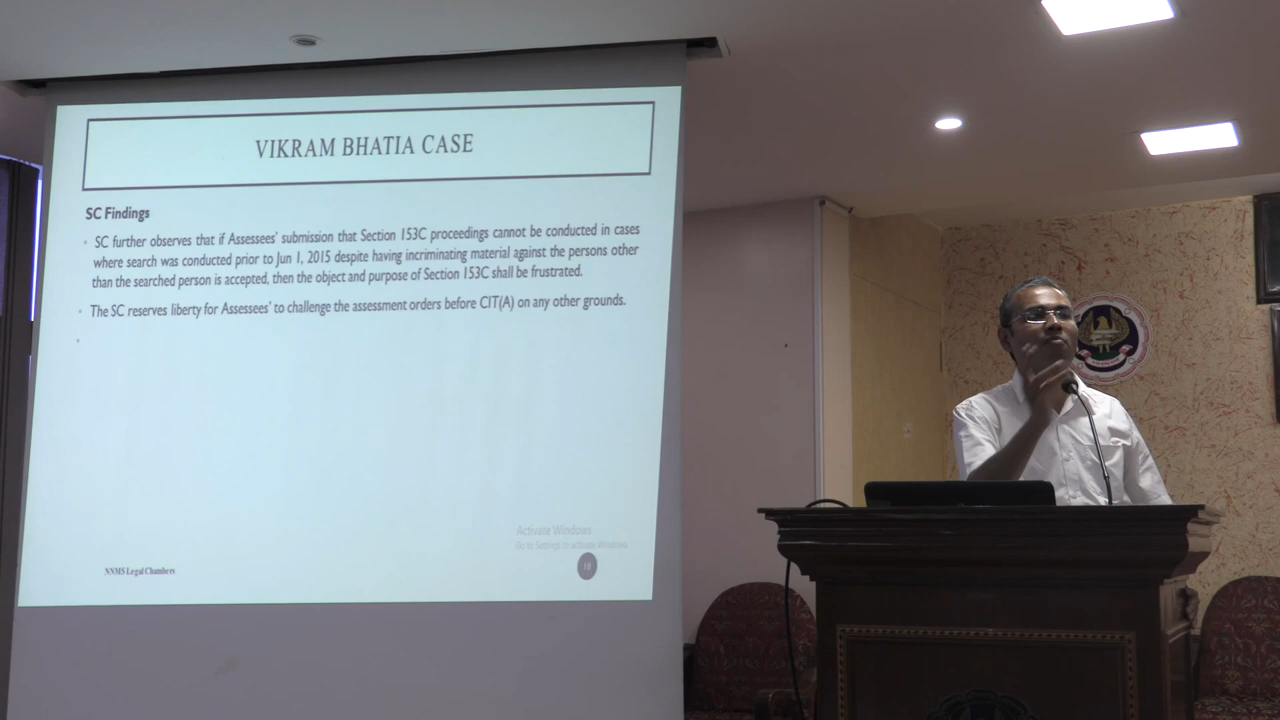 VIKRAM BHATIA CASE
SC Findings
• SC further observes that if Assessees' submission that Section 153C proceedings cannot be conducted in cases
where search was conducted prior to Jun 1, 2015 despite having incriminating material against the persons other
than the searched person is accepted, then the object and purpose of Section 153C shall be frustrated.
• The SC reserves liberty for Assessees' to challenge the assessment orders before CIT(A) on any other grounds.
•
Activate Windows
Go to Settings to activate Windows.
NNMS Legal Chambers